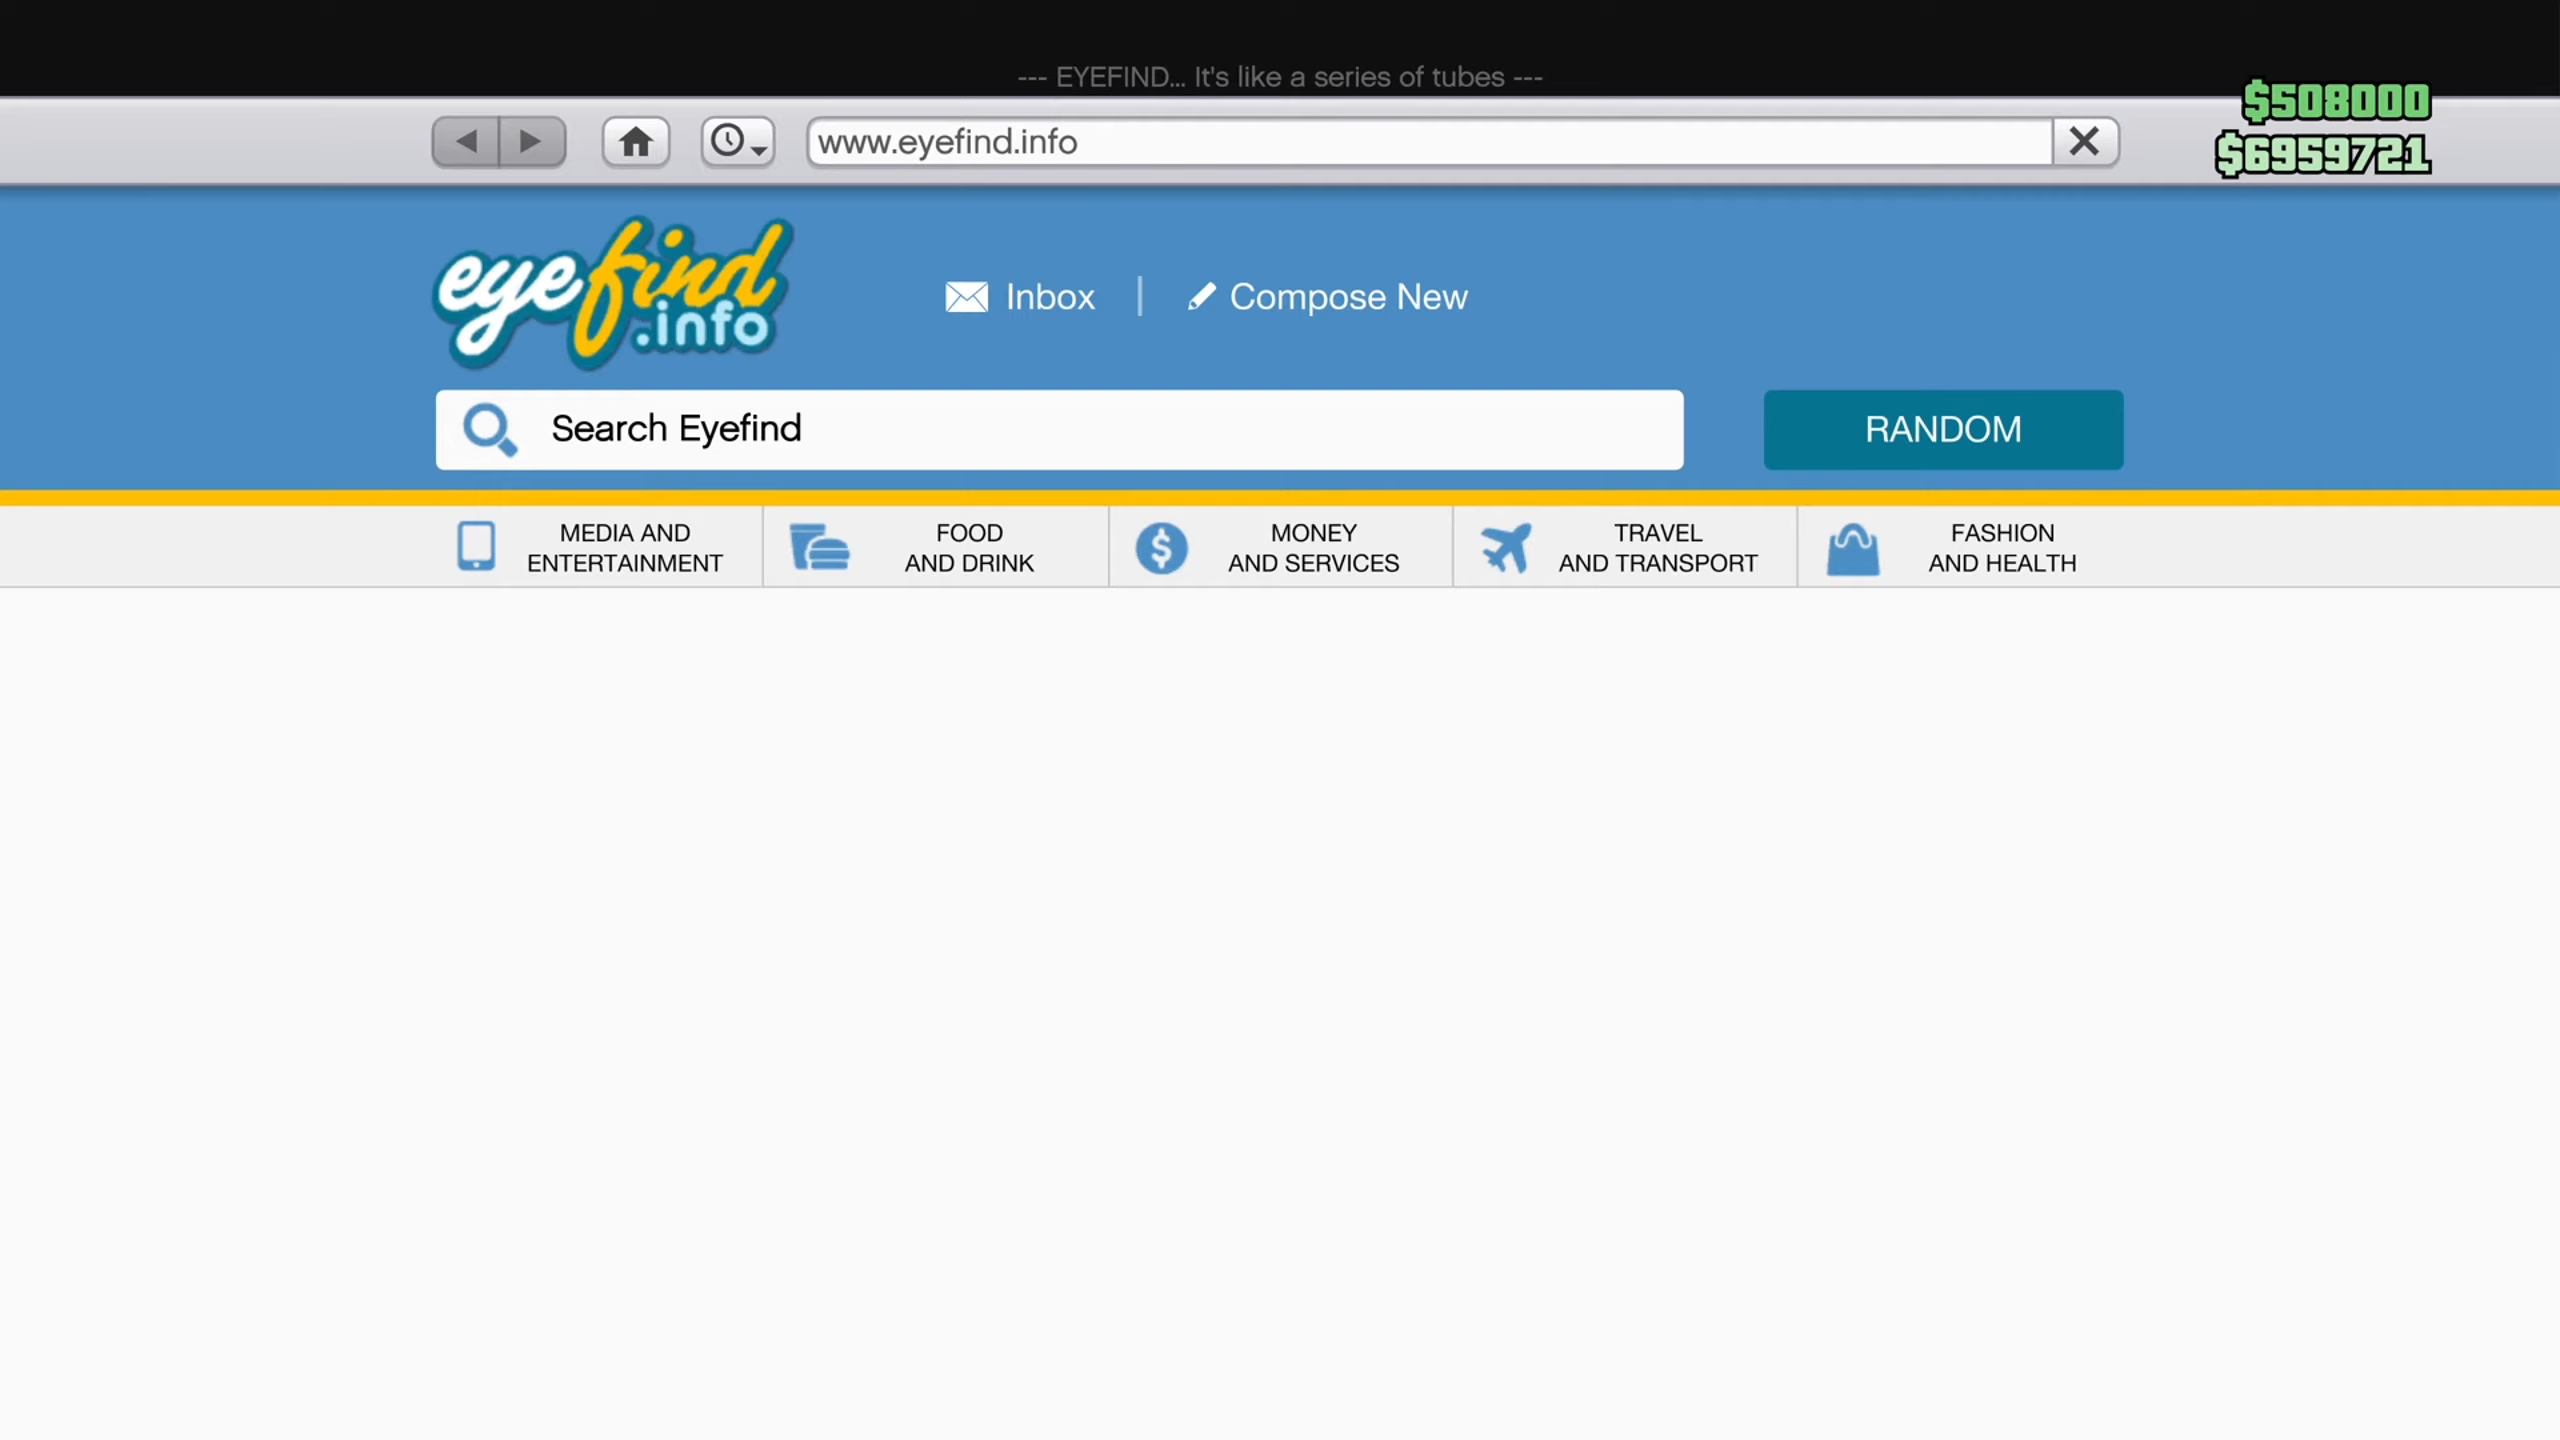 --- EYEFIND... It's like a series of tubes ---
$508000
www.eyefind.info
$6959721
eyefind
.info
Inbox | Compose New
Search Eyefind
RANDOM
MEDIA AND
ENTERTAINMENT
FOOD
AND DRINK
MONEY
AND SERVICES
TRAVEL
AND TRANSPORT
FASHION
AND HEALTH